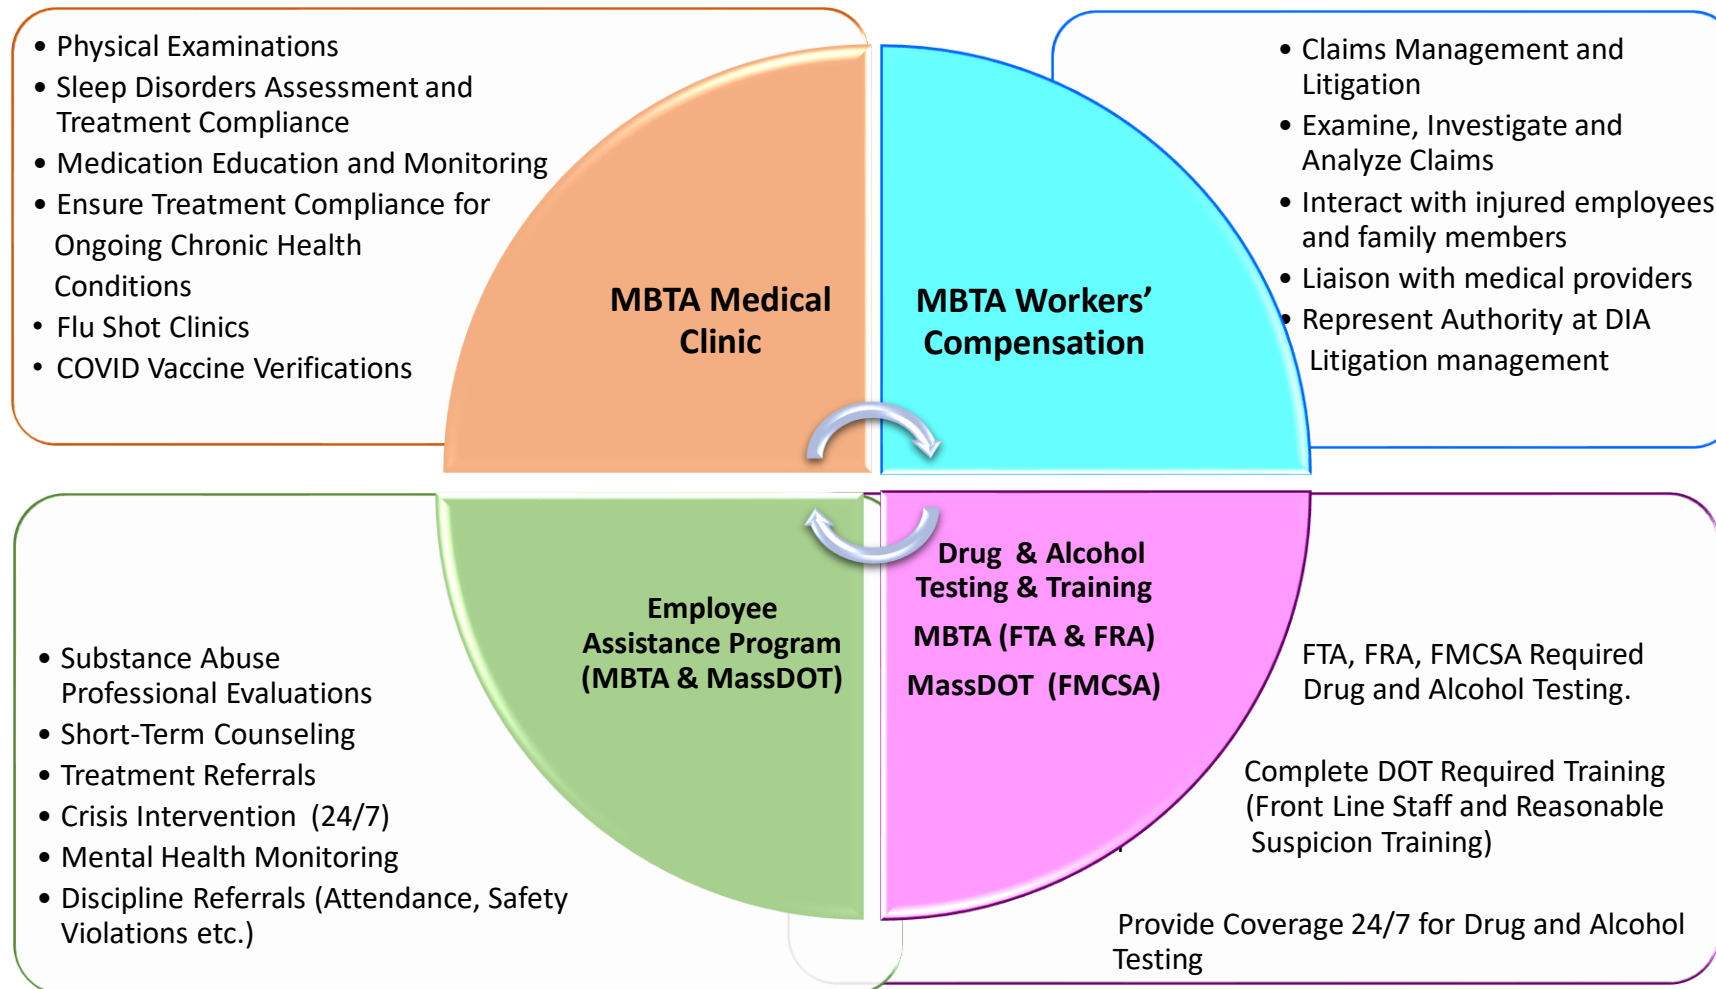 • Physical Examinations
• Sleep Disorders Assessment and
Treatment Compliance
• Medication Education and Monitoring
• Ensure Treatment Compliance for
Ongoing Chronic Health
Conditions
• Flu Shot Clinics
• COVID Vaccine Verifications
MBTA Medical
Clinic
MBTA Workers’
Compensation
• Claims Management and
Litigation
• Examine, Investigate and
Analyze Claims
• Interact with injured employees
and family members
• Liaison with medical providers
• Represent Authority at DIA
Litigation management
• Substance Abuse
Professional Evaluations
• Short-Term Counseling
• Treatment Referrals
• Crisis Intervention (24/7)
• Mental Health Monitoring
• Discipline Referrals (Attendance, Safety
Violations etc.)
Employee
Assistance Program
(MBTA & MassDOT)
Drug & Alcohol
Testing & Training
MBTA (FTA & FRA)
MassDOT (FMCSA)
FTA, FRA, FMCSA Required
Drug and Alcohol Testing.
Complete DOT Required Training
(Front Line Staff and Reasonable
Suspicion Training)
Provide Coverage 24/7 for Drug and Alcohol
Testing